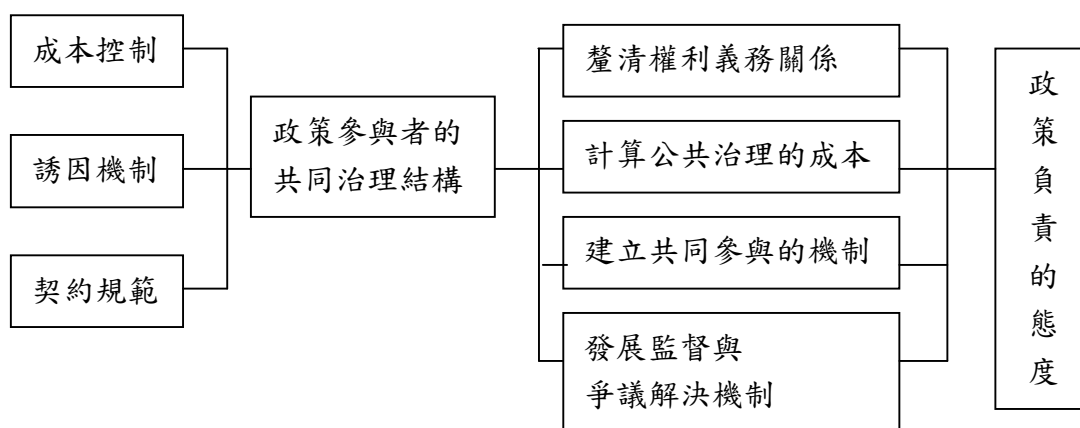 成本控制
誘因機制
契約規範
政策參與者的
共同治理結構
釐清權利義務關係
計算公共治理的成本
建立共同參與的機制
發展監督與
爭議解決機制
政策負責的態度